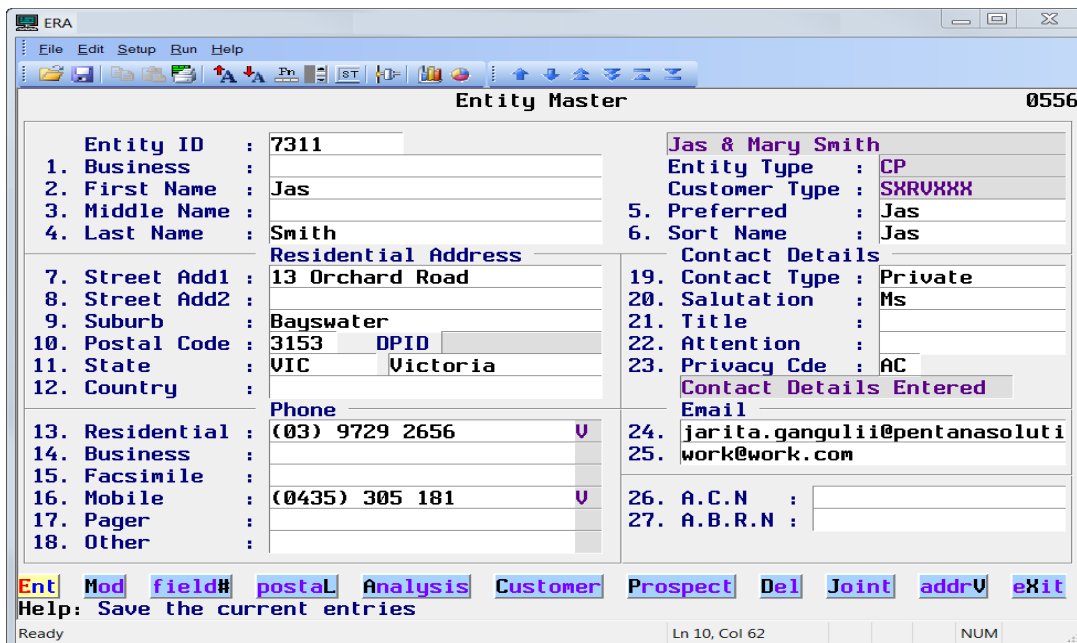 ERA
File Edit Setup Run Help
Entity Master 0556
Entity ID : 7311 Jas & Mary Smith
1. Business : Entity Type : CP
2. First Name : Jas Customer Type : SXRVXXX
3. Middle Name : 5. Preferred : Jas
4. Last Name : Smith 6. Sort Name : Jas
Residential Address Contact Details
7. Street Add1 : 13 Orchard Road 19. Contact Type : Private
8. Street Add2 : 20. Salutation : Ms
9. Suburb : Bayswater 21. Title :
10. Postal Code : 3153 DPID 22. Attention :
11. State : VIC Victoria 23. Privacy Cde : AC
12. Country : Contact Details Entered
Phone Email
13. Residential : (03) 9729 2656 V 24. jarita.gangulii@pentanasoluti
14. Business : 25. work@work.com
15. Facsimile :
16. Mobile : (0435) 305 181 V 26. A.C.N :
17. Pager : 27. A.B.R.N :
18. Other :
Ent Mod field# postaL Analysis Customer Prospect Del Joint addrV eXit
Help: Save the current entries
Ready Ln 10, Col 62 NUM